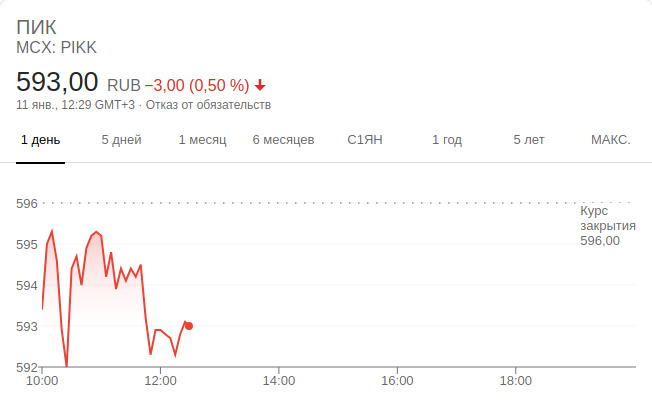 ПИК
MCX: PIKK
593,00 RUB −3,00 (0,50 %)
11 янв., 12:29 GMT+3 · Отказ от обязательств
1 день 5 дней 1 месяц 6 месяцев С1ЯН 1 год 5 лет МАКС.
596
Курс
закрытия
596,00
595
594
593
592
10:00 12:00 14:00 16:00 18:00